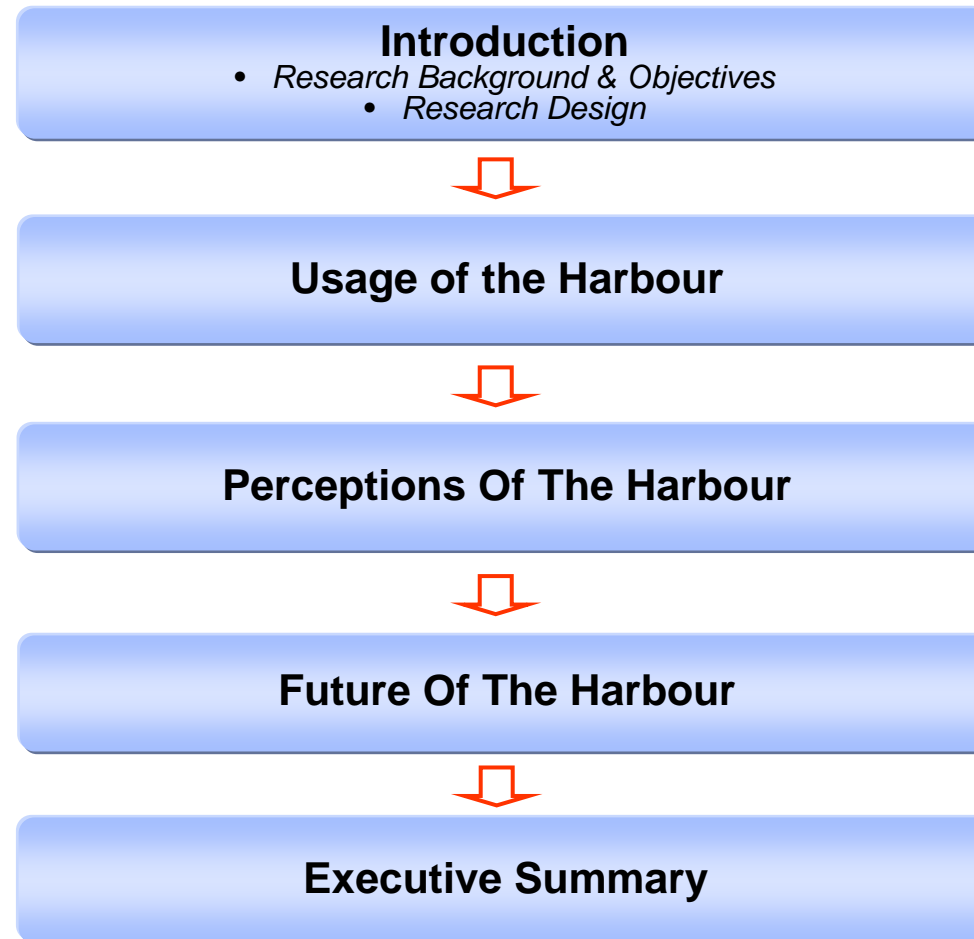 Introduction
• Research Background & Objectives
• Research Design
Usage of the Harbour
Perceptions Of The Harbour
Future Of The Harbour
Executive Summary